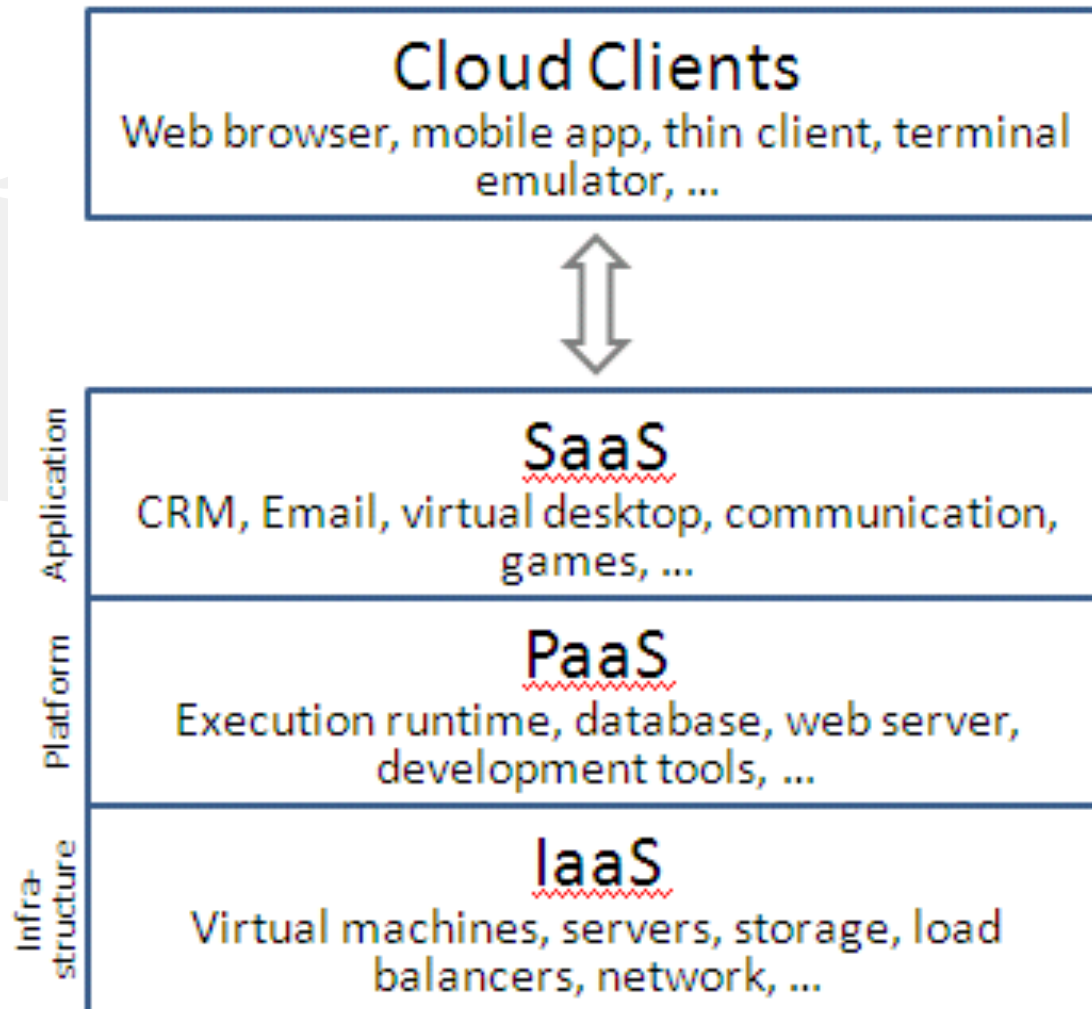 Cloud Clients
Web browser, mobile app, thin client, terminal
emulator, ...
Application
SaaS
CRM, Email, virtual desktop, communication,
games, ...
Platform
PaaS
Execution runtime, database, web server,
development tools, ...
Infra-
structure
IaaS
Virtual machines, servers, storage, load
balancers, network, ...